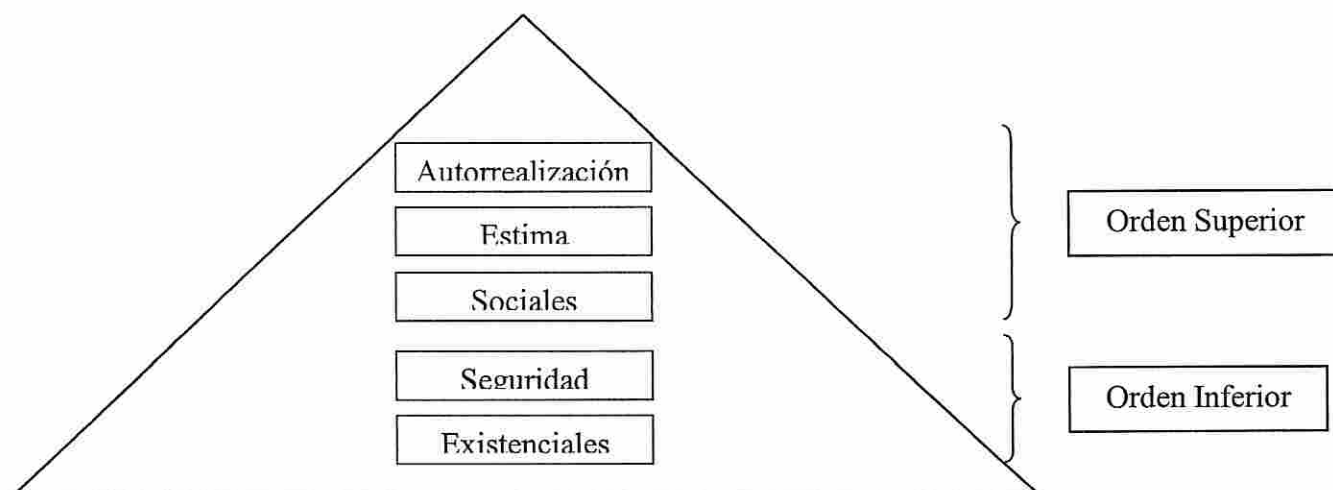 Autorrealización
Estima
Sociales
Orden Superior
Seguridad
Existenciales
Orden Inferior